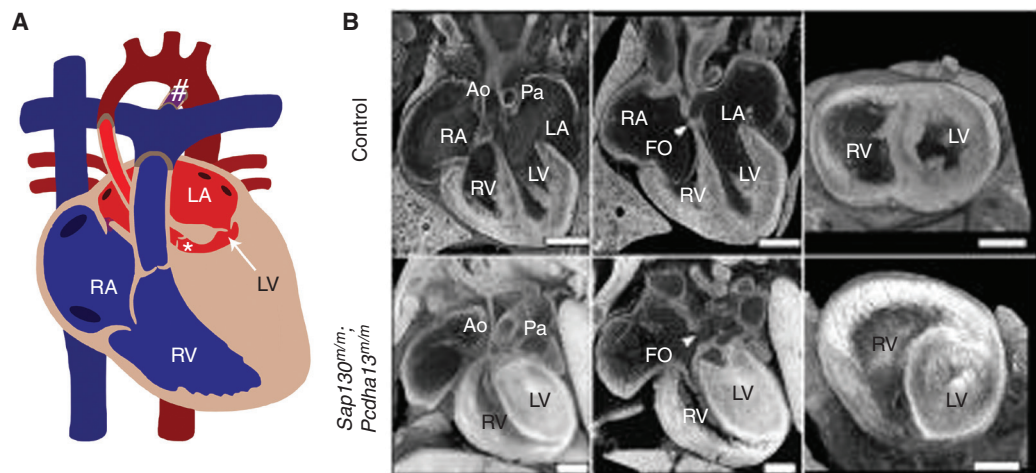 A
#
LA
*
RA
LV
RV
B
Control
Ao
Pa
RA
LA
RV
LV
RA
LA
FO
RV
LV
RV
LV
Sap130m/m;
Pcdha13m/m
Ao
Pa
RV
LV
FO
RV
LV
RV
LV